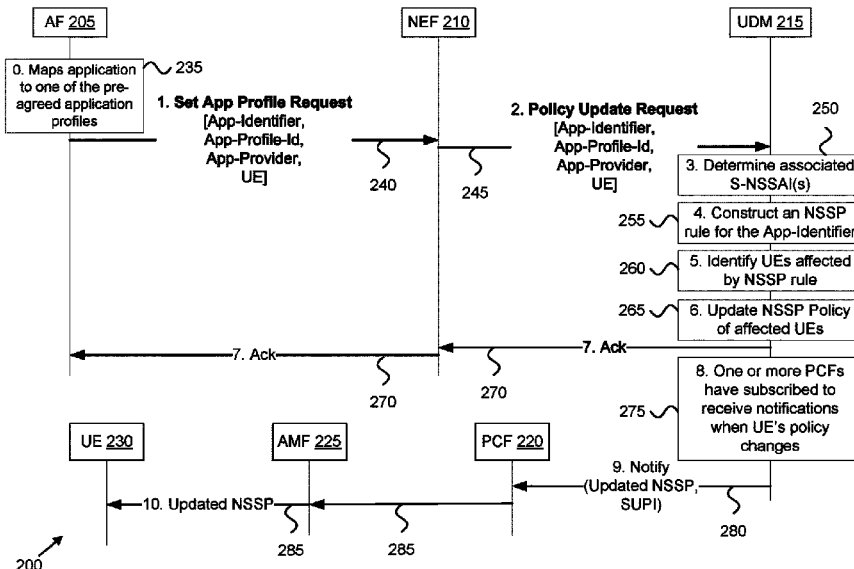 AF 205
NEF 210
UDM 215
0. Maps application
to one of the pre-
agreed application
profiles
235
1. Set App Profile Request
[App-Identifier,
App-Profile-Id,
App-Provider,
UE]
240
2. Policy Update Request
[App-Identifier,
App-Profile-Id,
App-Provider,
UE]
245
250
3. Determine associated
S-NSSAI(s)
255
4. Construct an NSSP
rule for the App-Identifier
260
5. Identify UEs affected
by NSSP rule
265
6. Update NSSP Policy
of affected UEs
7. Ack
270
7. Ack
270
275
8. One or more PCFs
have subscribed to
receive notifications
when UE's policy
changes
UE 230
AMF 225
PCF 220
9. Notify
(Updated NSSP,
SUPI)
280
10. Updated NSSP
285
285
200